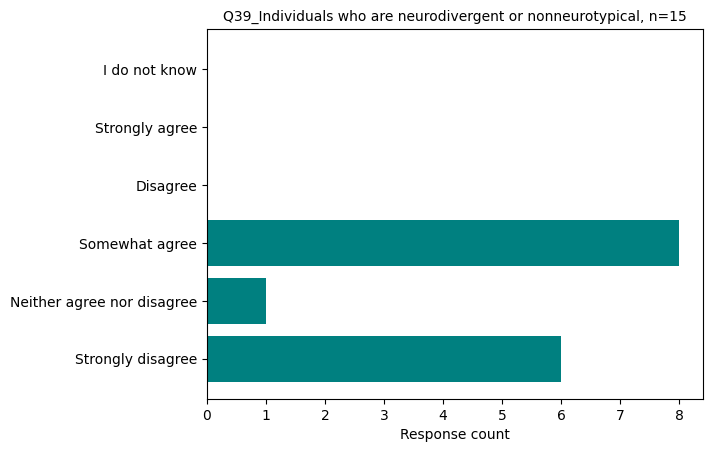 Q39_Individuals who are neurodivergent or nonneurotypical, n=15
I do not know
Strongly agree
Disagree
Somewhat agree
Neither agree nor disagree
Strongly disagree
0 1 2 3 4 5 6 7 8
Response count